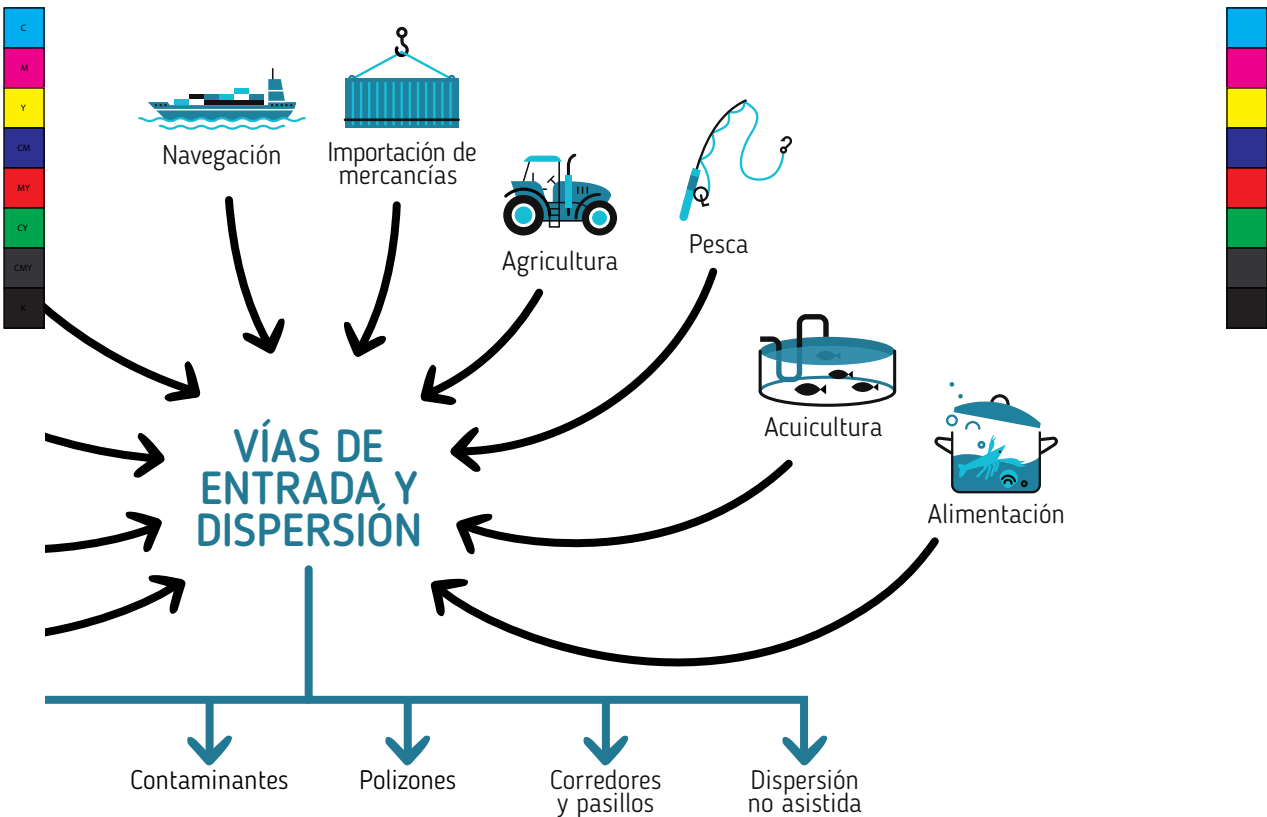 C
M
Y
CM
MY
CY
CMY
K
Navegación
Importación de
mercancías
Agricultura
Pesca
Acuicultura
Alimentación
VÍAS DE
ENTRADA Y
DISPERSIÓN
Contaminantes
Polizones
Corredores
y pasillos
Dispersión
no asistida